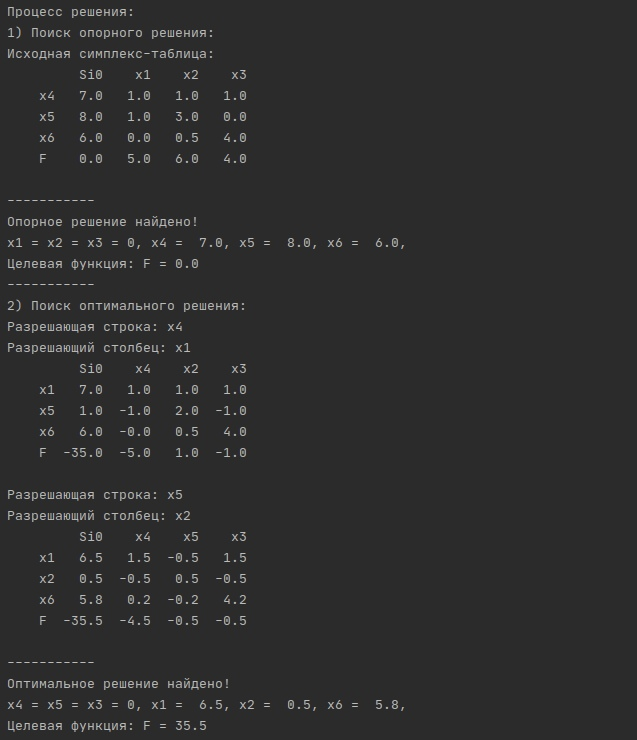 Процесс решения:
1) Поиск опорного решения:
Исходная симплекс-таблица:
Si0 x1 x2 x3
x4 7.0 1.0 1.0 1.0
x5 8.0 1.0 3.0 0.0
x6 6.0 0.0 0.5 4.0
F 0.0 5.0 6.0 4.0
-----------
Опорное решение найдено!
x1 = x2 = x3 = 0, x4 =  7.0, x5 =  8.0, x6 =  6.0,
Целевая функция: F = 0.0
-----------
2) Поиск оптимального решения:
Разрешающая строка: x4
Разрешающий столбец: x1
Si0 x4 x2 x3
x1 7.0 1.0 1.0 1.0
x5 1.0 -1.0 2.0 -1.0
x6 6.0 -0.0 0.5 4.0
F -35.0 -5.0 1.0 -1.0
Разрешающая строка: x5
Разрешающий столбец: x2
Si0 x4 x5 x3
x1 6.5 1.5 -0.5 1.5
x2 0.5 -0.5 0.5 -0.5
x6 5.8 0.2 -0.2 4.2
F -35.5 -4.5 -0.5 -0.5
-----------
Оптимальное решение найдено!
x4 = x5 = x3 = 0, x1 =  6.5, x2 =  0.5, x6 =  5.8,
Целевая функция: F = 35.5